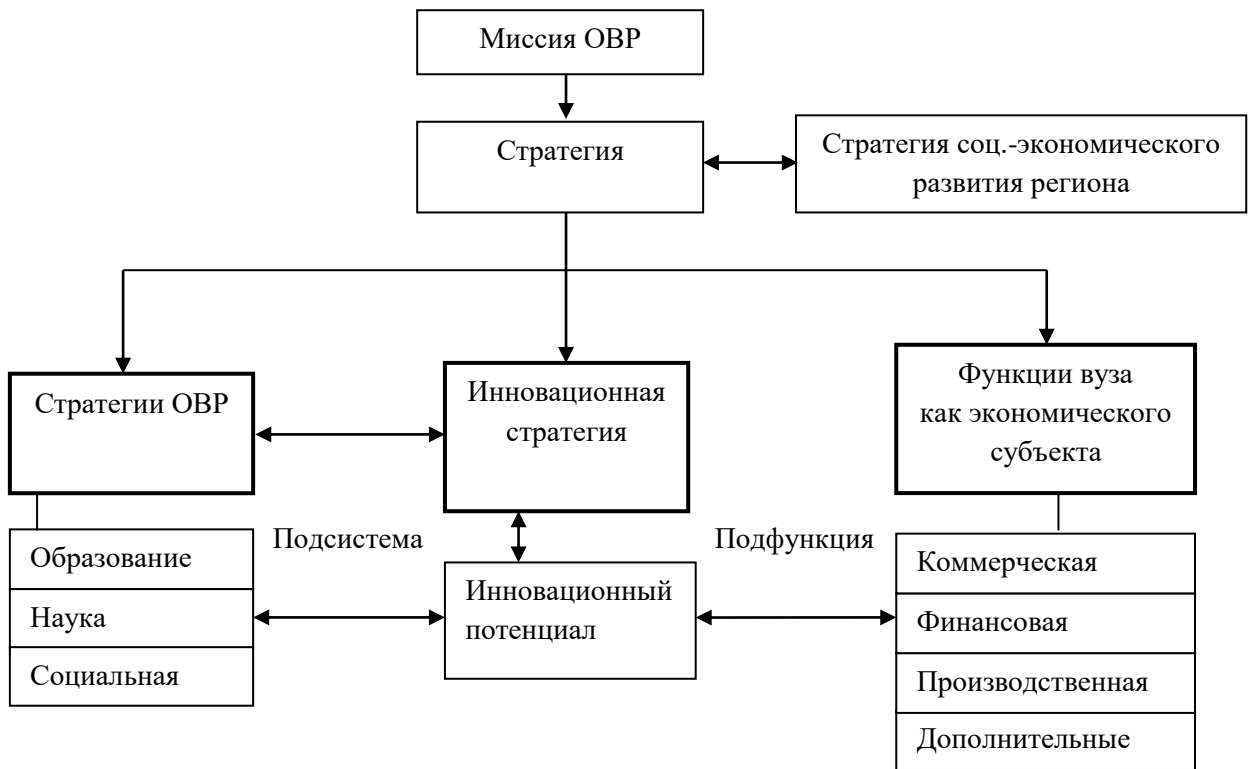 Миссия ОВР
Стратегия
Стратегия соц.-экономического
развития региона
Стратегии ОВР
Инновационная
стратегия
Функции вуза
как экономического
субъекта
Образование
Наука
Социальная
Подсистема
Инновационный
потенциал
Подфункция
Коммерческая
Финансовая
Производственная
Дополнительные